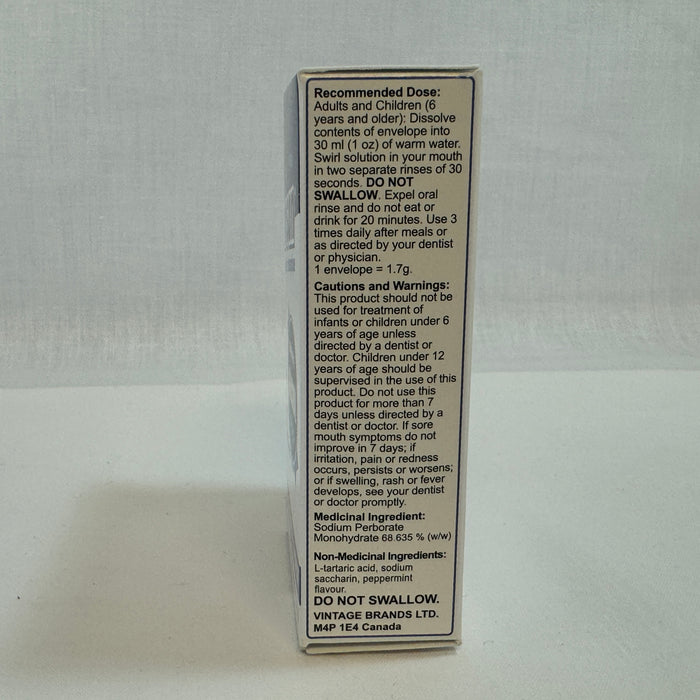 Recommended Dose:
Adults and Children (6
years and older): Dissolve
contents of envelope into
30 ml (1 oz) of warm water.
Swirl solution in your mouth
in two separate rinses of 30
seconds. DO NOT
SWALLOW. Expel oral
rinse and do not eat or
drink for 20 minutes. Use 3
times daily after meals or
as directed by your dentist
or physician.
1 envelope = 1.7g.
Cautions and Warnings:
This product should not be
used for treatment of
infants or children under 6
years of age unless
directed by a dentist or
doctor. Children under 12
years of age should be
supervised in the use of this
product. Do not use this
product for more than 7
days unless directed by a
dentist or doctor. If sore
mouth symptoms do not
improve in 7 days; if
irritation, pain or redness
occurs, persists or worsens;
or if swelling, rash or fever
develops, see your dentist
or doctor promptly.
Medicinal Ingredient:
Sodium Perborate
Monohydrate 68.635 % (w/w)
Non-Medicinal Ingredients:
L-tartaric acid, sodium
saccharin, peppermint
flavour.
DO NOT SWALLOW.
VINTAGE BRANDS LTD.
M4P 1E4 Canada